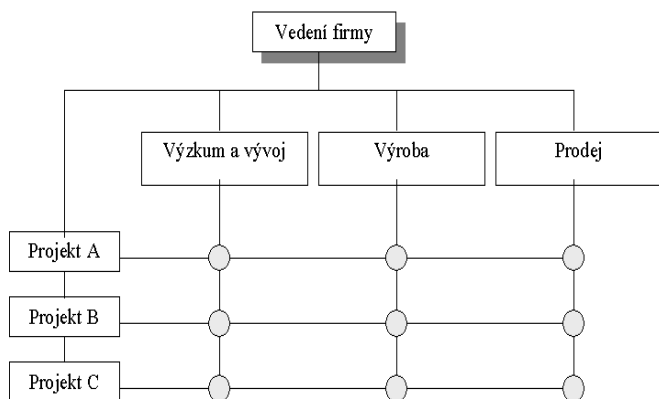 Vedení firmy
Výzkum a vývoj
Výroba
Prodej
Projekt A
Projekt B
Projekt C